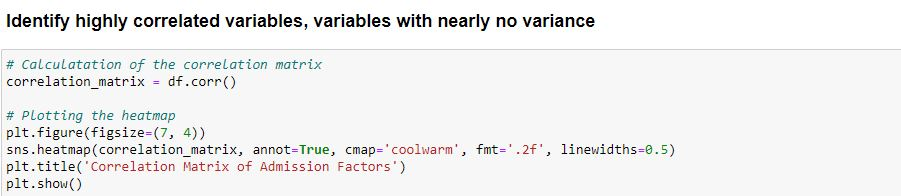 Identify highly correlated variables, variables with nearly no variance
# Calculatation of the correlation matrix
correlation_matrix = df.corr()
# Plotting the heatmap
plt.figure(figsize=(7, 4))
sns.heatmap(correlation_matrix, annot=True, cmap='coolwarm', fmt='.2f', linewidths=0.5)
plt.title('Correlation Matrix of Admission Factors')
plt.show()